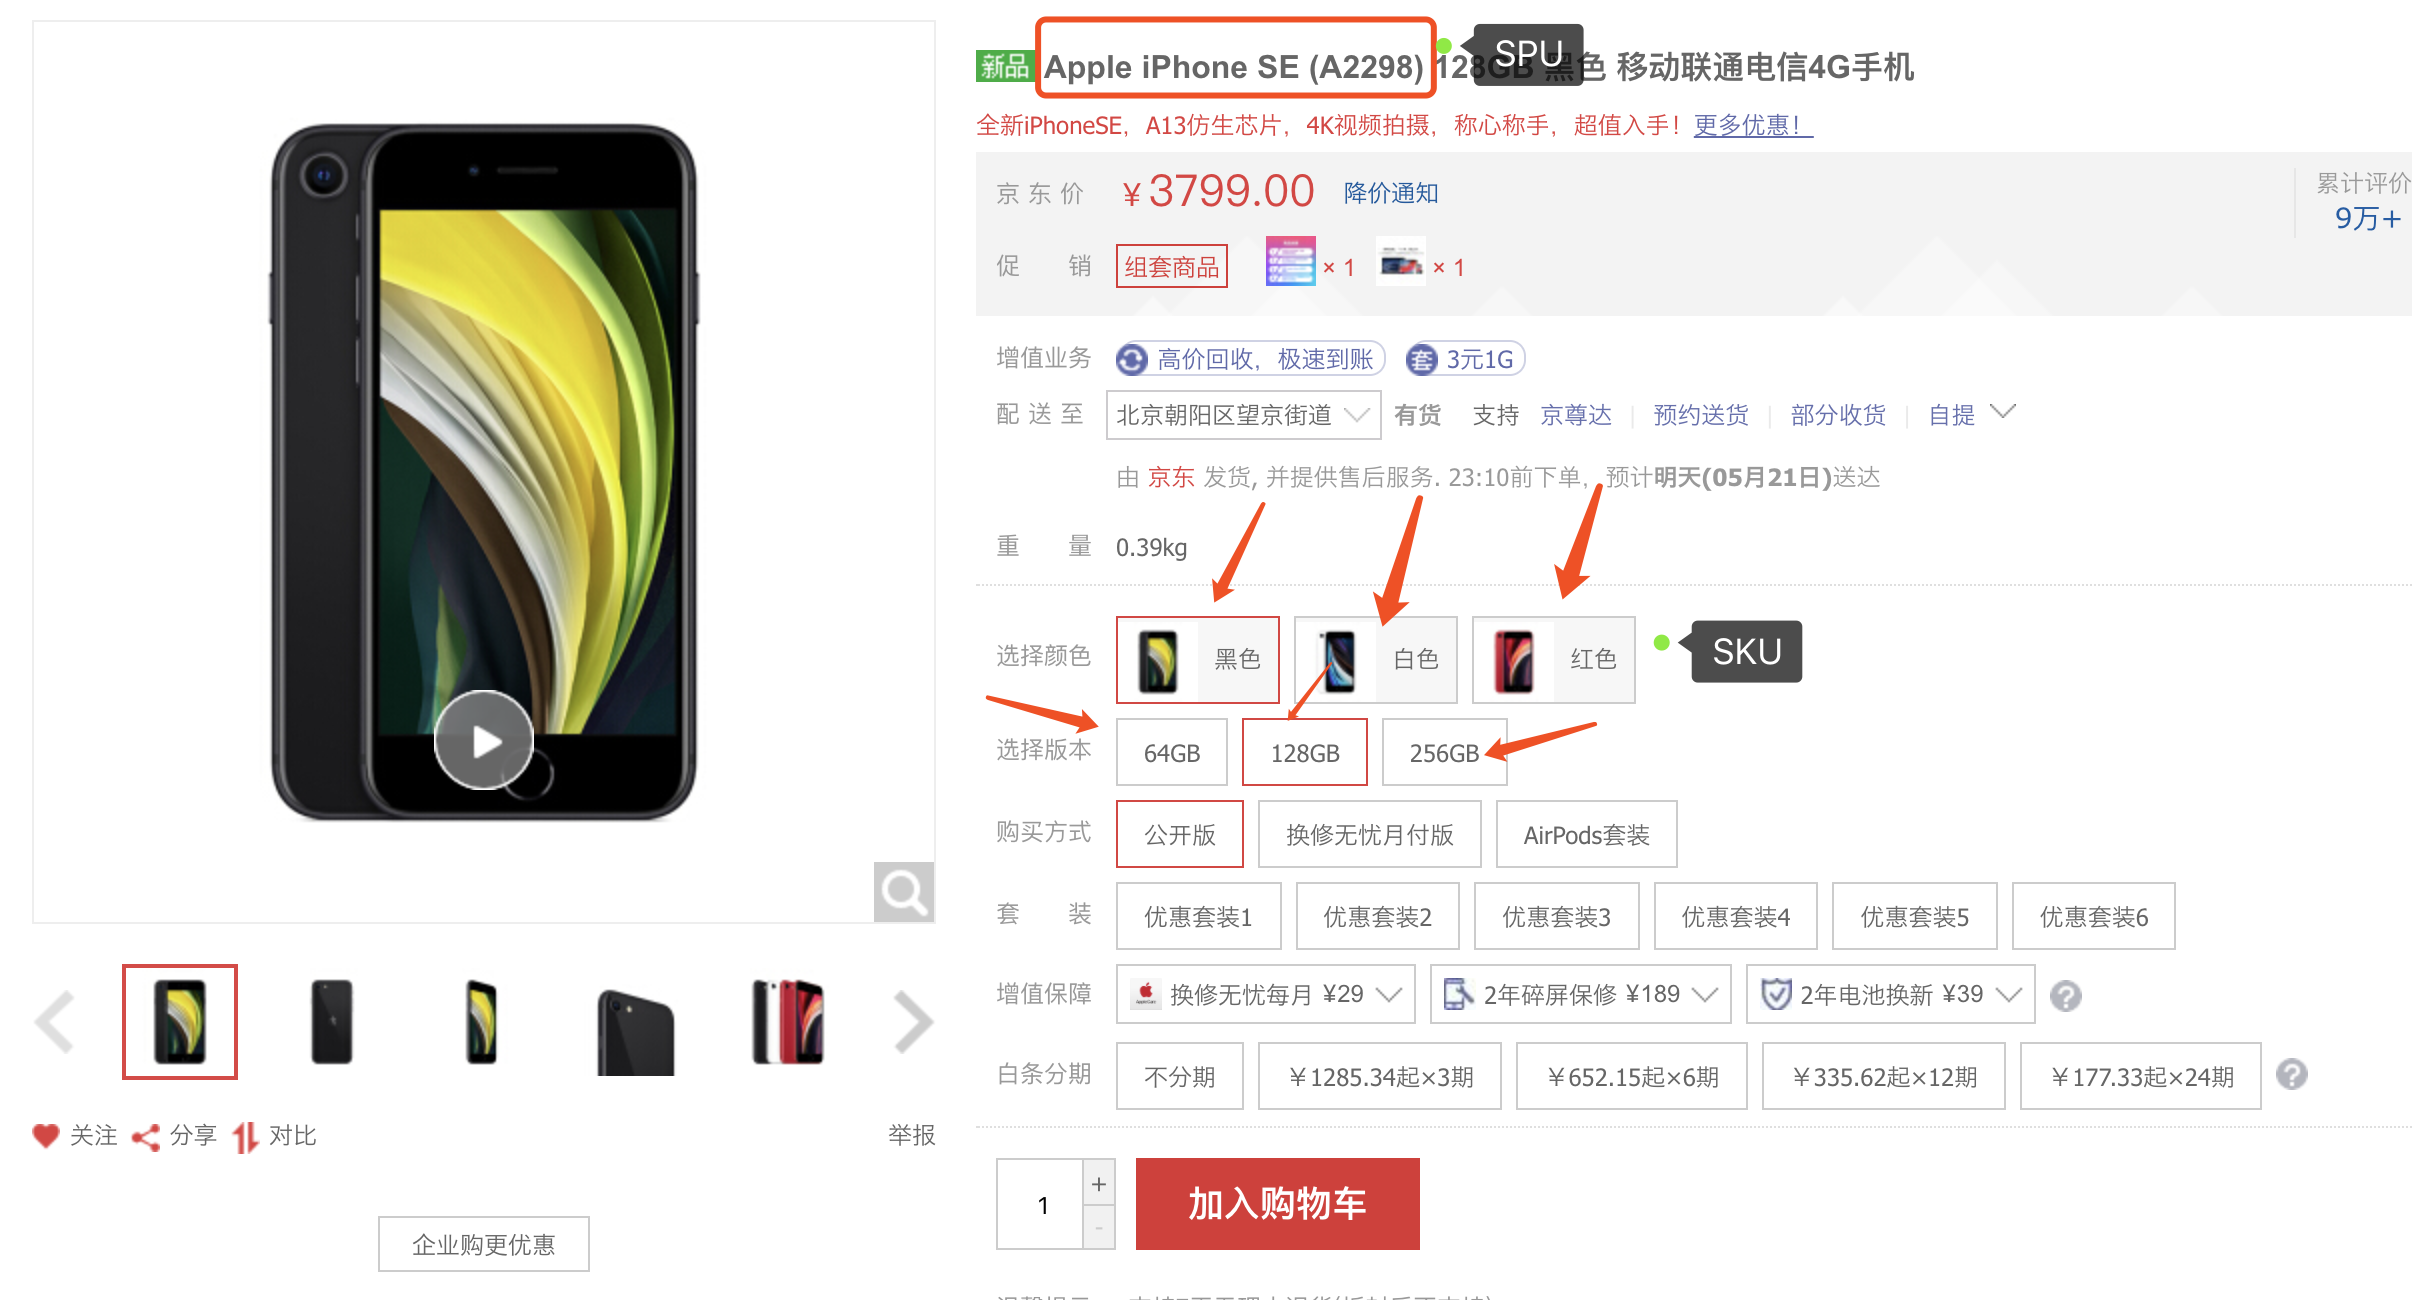 新品 Apple iPhone SE (A2298) 128GB 黑色 移动联通电信4G手机
SPU
全新iPhoneSE，A13仿生芯片，4K视频拍摄，称心称手，超值入手！更多优惠！
京东价 ￥3799.00 降价通知
累计评价
9万+
促销 组套商品 × 1 × 1
增值业务 高价回收，极速到账 套 3元1G
配送至 北京朝阳区望京街道 有货 支持 京尊达 预约送货 部分收货 自提
由 京东 发货, 并提供售后服务. 23:10前下单，预计明天(05月21日)送达
重量 0.39kg
选择颜色 黑色 白色 红色
SKU
选择版本 64GB 128GB 256GB
购买方式 公开版 换修无忧月付版 AirPods套装
套装 优惠套装1 优惠套装2 优惠套装3 优惠套装4 优惠套装5 优惠套装6
增值保障 换修无忧每月 ¥29 2年碎屏保修 ¥189 2年电池换新 ¥39 ?
白条分期 不分期 ￥1285.34起×3期 ￥652.15起×6期 ￥335.62起×12期 ￥177.33起×24期 ?
关注 分享 对比 举报
1 + - 加入购物车
企业购更优惠